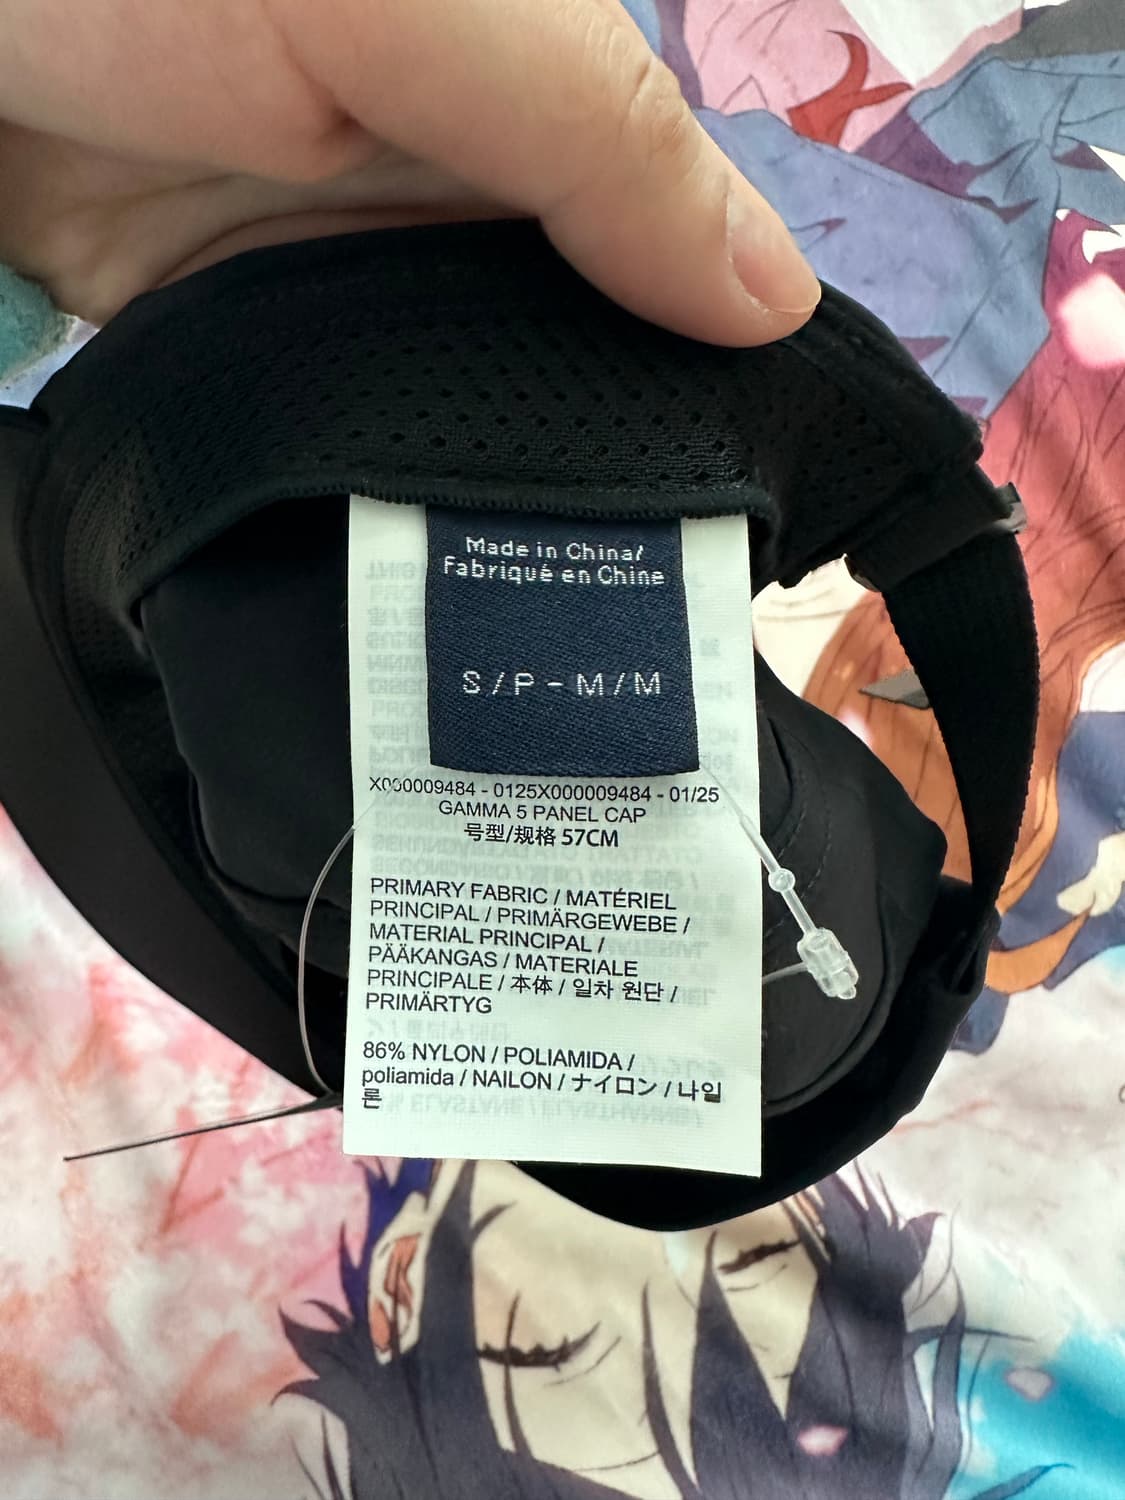 Made in China/
Fabriqué en Chine
S/P-M/M
X000009484 - 0125X000009484 - 01/25
GAMMA 5 PANEL CAP
号型/规格 57CM
PRIMARY FABRIC / MATÉRIEL
PRINCIPAL / PRIMÄRGEWEBE /
MATERIAL PRINCIPAL /
PÄÄKANGAS / MATERIALE
PRINCIPALE / 本体 / 일차 원단 /
PRIMÄRTYG
86% NYLON / POLIAMIDA /
poliamida / NAILON / ナイロン / 나일
론